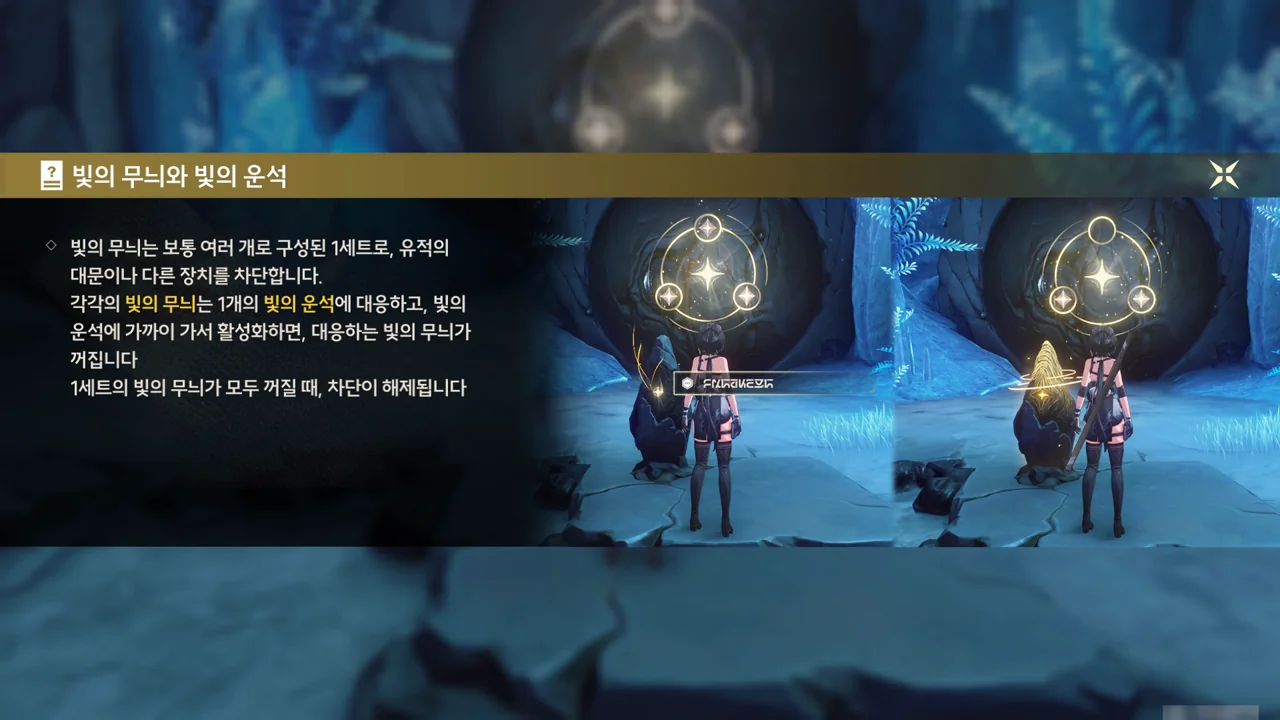 빛의 무늬와 빛의 운석
빛의 무늬는 보통 여러 개로 구성된 1세트로, 유적의
대문이나 다른 장치를 차단합니다.
각각의 빛의 무늬는 1개의 빛의 운석에 대응하고, 빛의
운석에 가까이 가서 활성화하면, 대응하는 빛의 무늬가
꺼집니다
1세트의 빛의 무늬가 모두 꺼질 때, 차단이 해제됩니다